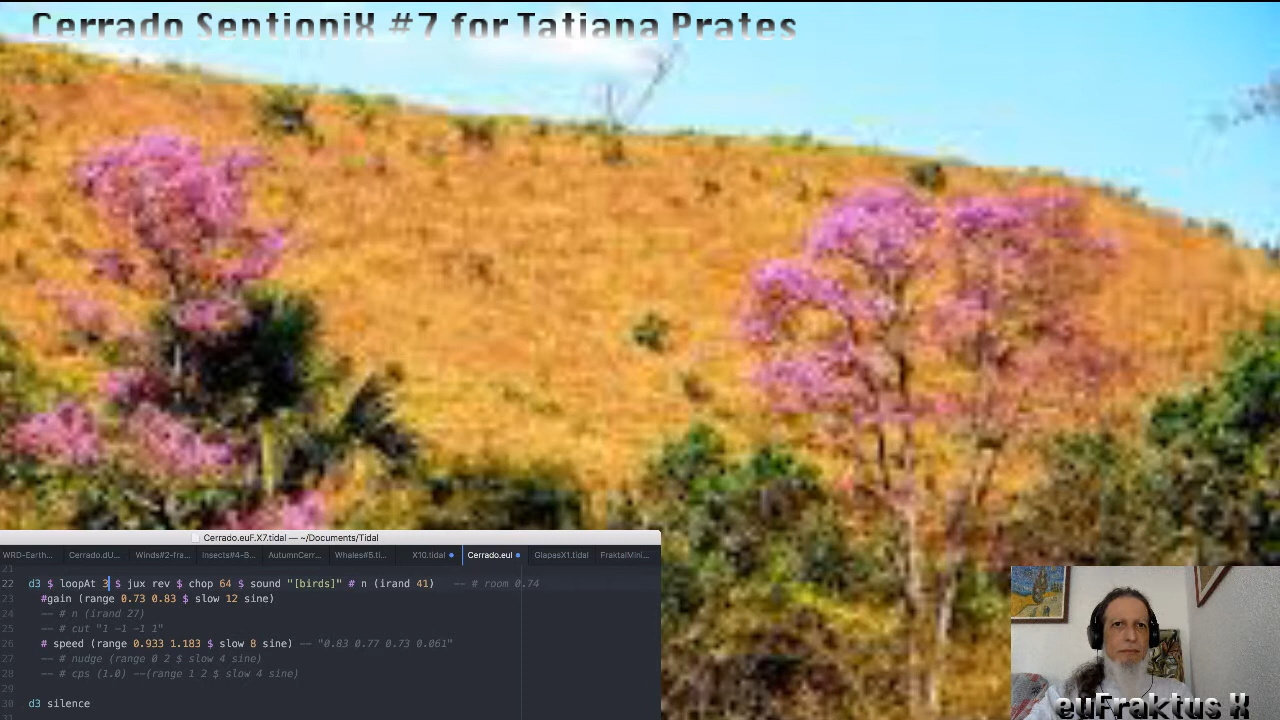 Cerrado SentioniX #7 for Tatiana Prates
Cerrado.euF.X7.tidal — ~/Documents/Tidal
WRD-Earth... Cerrado.dU... Winds#2-fra... Insects#4-B... AutumnCerr... Whales#5.ti... X10.tidal Cerrado.eul GlapasX1.tidal FraktalMini...
21
22 d3 $ loopAt 3 $ jux rev $ chop 64 $ sound "[birds]" # n (irand 41) -- # room 0.74
23 #gain (range 0.73 0.83 $ slow 12 sine)
24 -- # n (irand 27)
25 -- # cut "1 -1 -1 1"
26 # speed (range 0.933 1.183 $ slow 8 sine) -- "0.83 0.77 0.73 0.061"
27 -- # nudge (range 0 2 $ slow 4 sine)
28 -- # cps (1.0) --(range 1 2 $ slow 4 sine)
29
30 d3 silence
31
euFraktus X